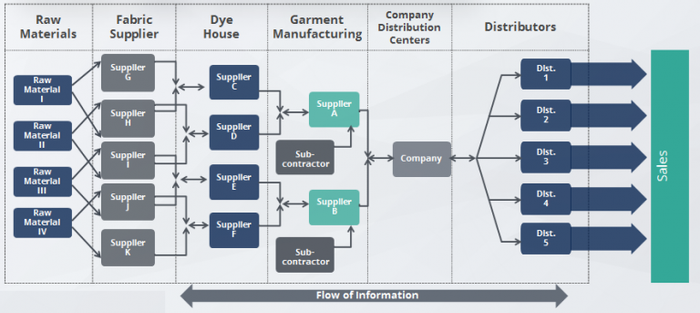 Raw
Materials
Fabric
Supplier
Dye
House
Garment
Manufacturing
Company
Distribution
Centers
Distributors
Raw
Material
I
Raw
Material
II
Raw
Material
III
Raw
Material
IV
Supplier
G
Supplier
H
Supplier
I
Supplier
J
Supplier
K
Supplier
C
Supplier
D
Supplier
E
Supplier
F
Supplier
A
Sub-
contractor
Supplier
B
Sub-
contractor
Company
Dist.
1
Dist.
2
Dist.
3
Dist.
4
Dist.
5
Sales
Flow of Information